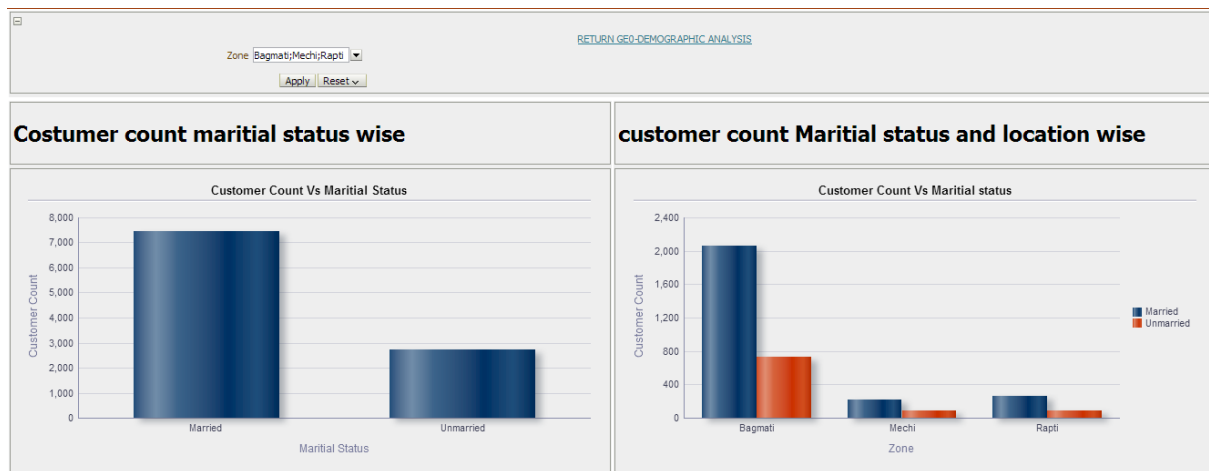 RETURN GE0-DEMOGRAPHIC ANALYSIS
Zone Bagmati;Mechi;Rapti
Apply Reset
Costumer count maritial status wise
customer count Maritial status and location wise
Customer Count Vs Maritial Status
8,000
7,000
6,000
5,000
4,000
3,000
2,000
1,000
0
Customer Count
Married Unmarried
Maritial Status
Customer Count Vs Maritial status
2,400
2,000
1,600
1,200
800
400
0
Customer Count
Bagmati Mechi Rapti
Zone
Married
Unmarried